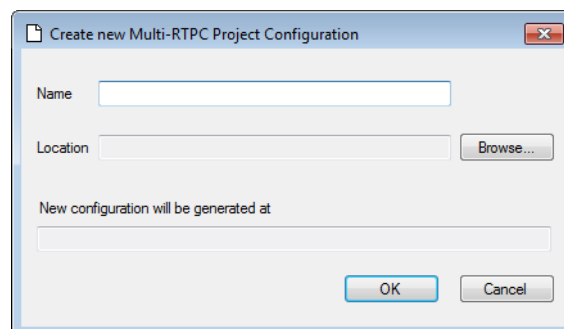 Create new Multi-RTPC Project Configuration
Name
Location
Browse...
New configuration will be generated at
OK Cancel